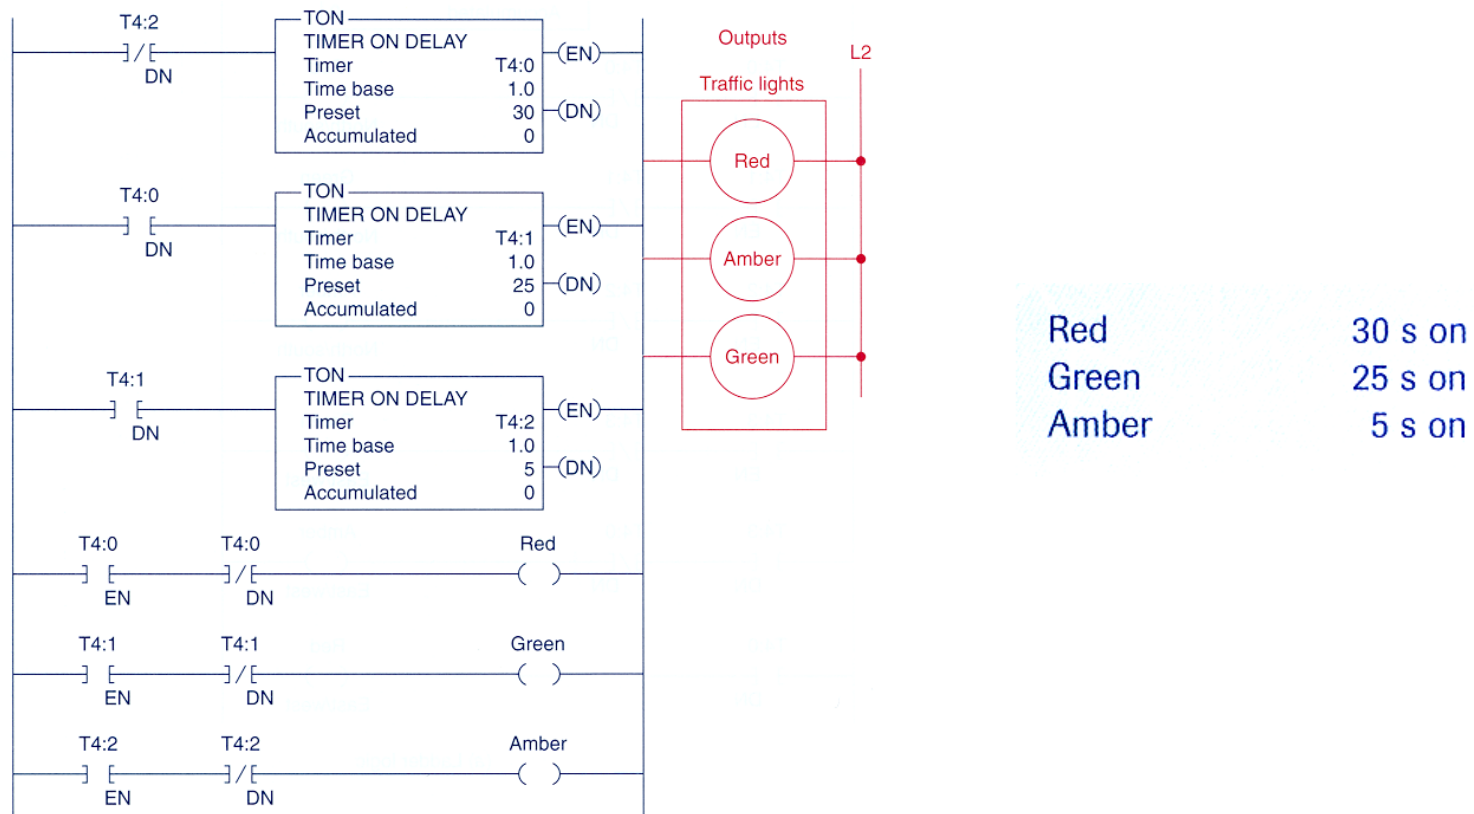 T4:2
DN
TON
TIMER ON DELAY
Timer T4:0
Time base 1.0
Preset 30
Accumulated 0
(EN)
(DN)
T4:0
DN
TON
TIMER ON DELAY
Timer T4:1
Time base 1.0
Preset 25
Accumulated 0
(EN)
(DN)
T4:1
DN
TON
TIMER ON DELAY
Timer T4:2
Time base 1.0
Preset 5
Accumulated 0
(EN)
(DN)
T4:0 T4:0 Red
EN DN
T4:1 T4:1 Green
EN DN
T4:2 T4:2 Amber
EN DN
Outputs
L2
Traffic lights
Red
Amber
Green
Red 30 s on
Green 25 s on
Amber 5 s on